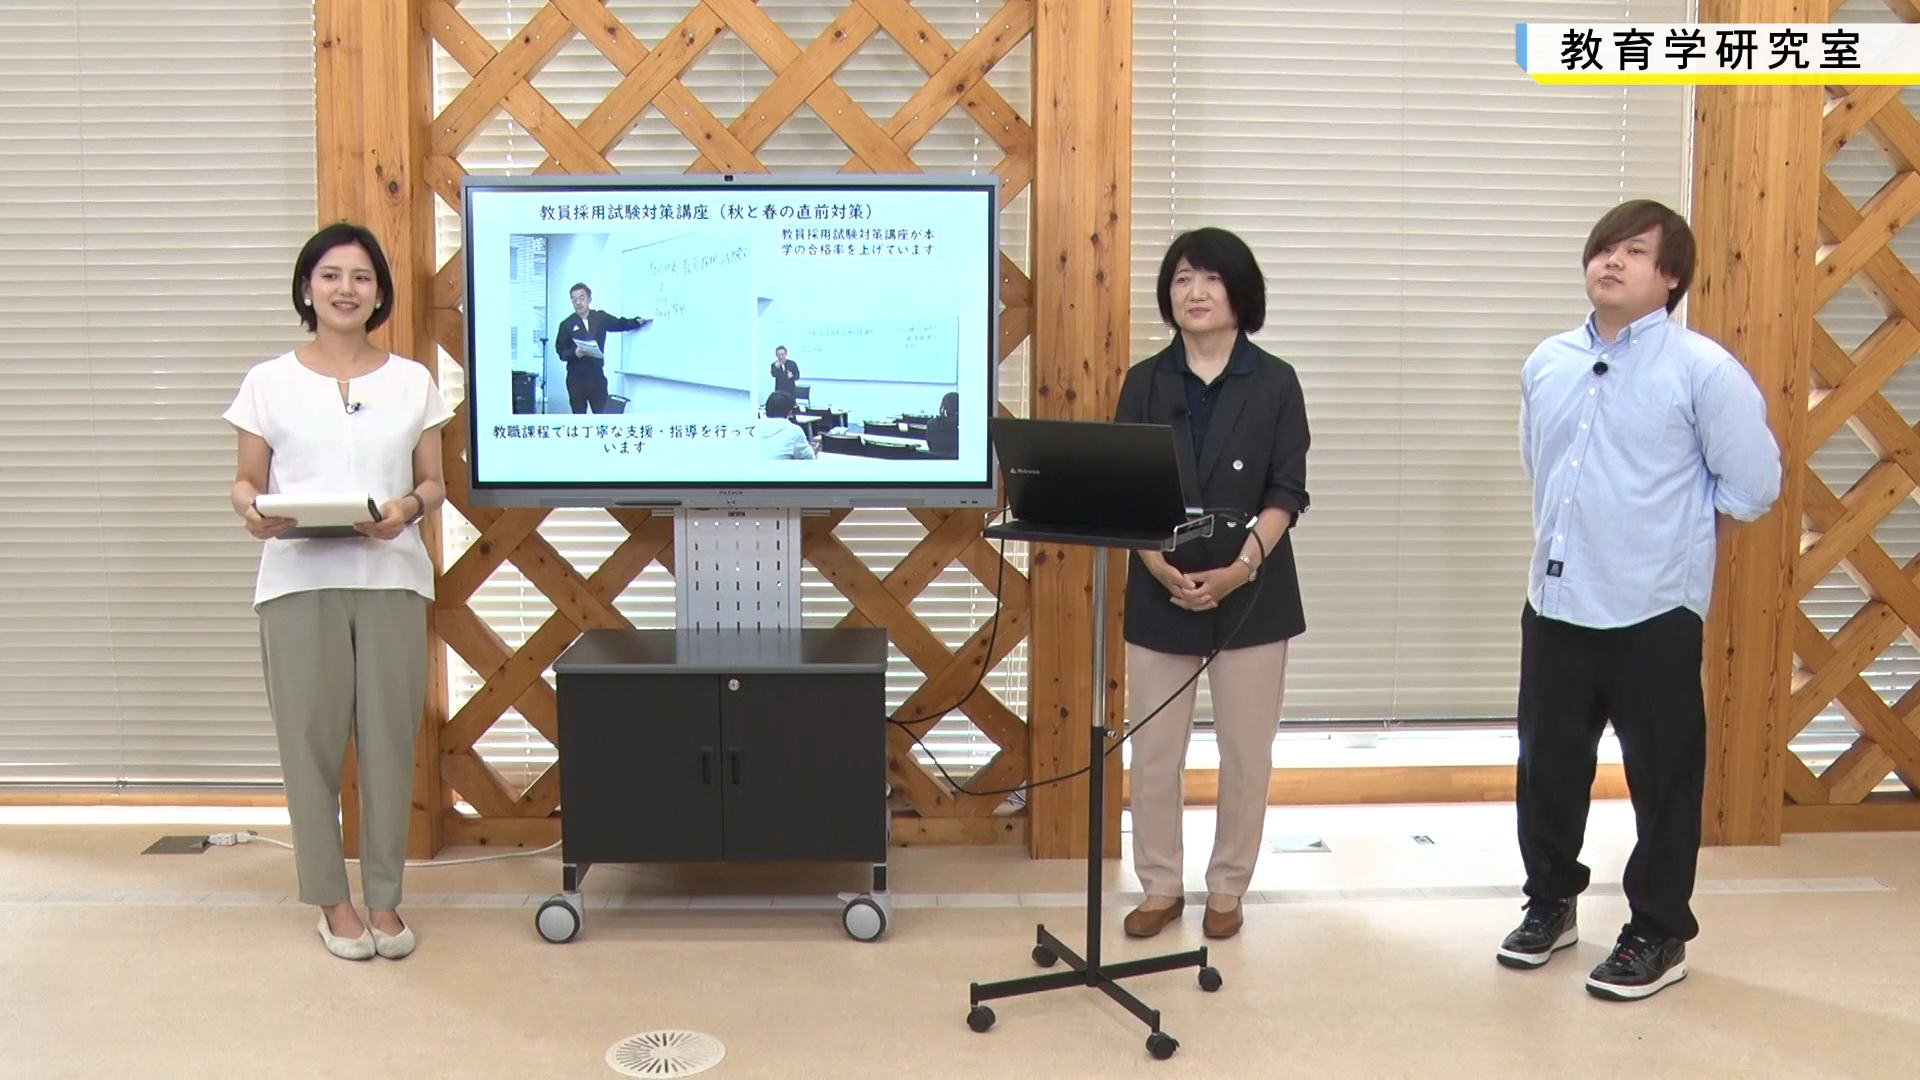 教育学研究室
教員採用試験対策講座（秋と春の直前対策）
教員採用試験対策講座が本
学の合格率を上げています
教職課程では丁寧な支援・指導を行って
います